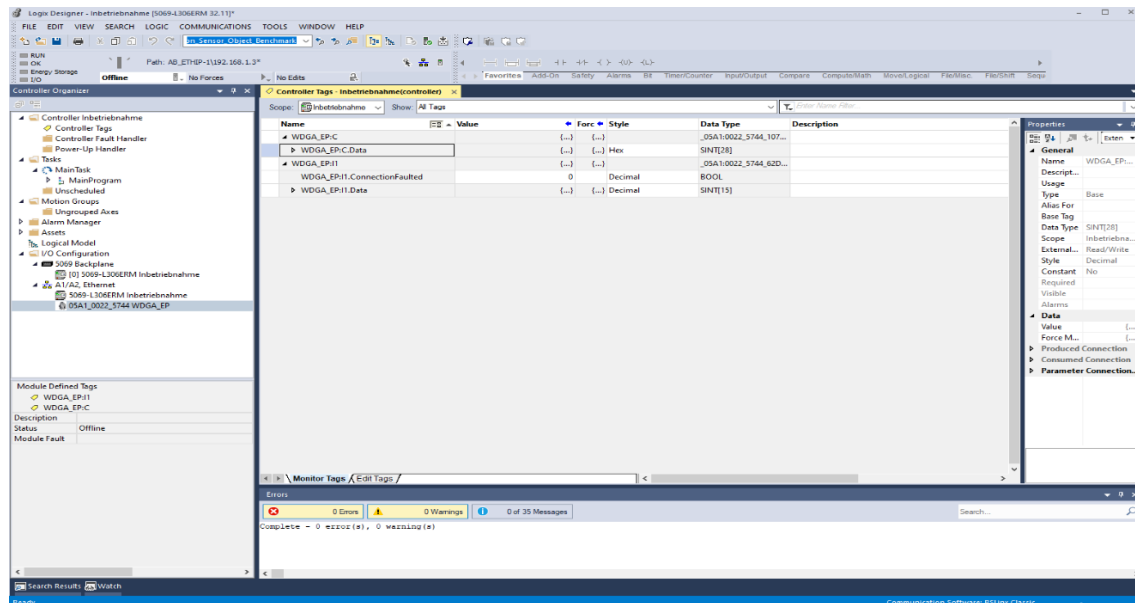 Logix Designer - Inbetriebnahme [5069-L306ERM 32.11]*
FILE EDIT VIEW SEARCH LOGIC COMMUNICATIONS TOOLS WINDOW HELP
on_Sensor_Object_Benchmark
RUN
OK
Energy Storage
I/O
Path: AB_ETHIP-1\192.168.1.3*
Offline
No Forces
No Edits
Favorites Add-On Safety Alarms Bit Timer/Counter Input/Output Compare Compute/Math Move/Logical File/Misc. File/Shift Sequ
Controller Organizer
Controller Inbetriebnahme
Controller Tags
Controller Fault Handler
Power-Up Handler
Tasks
MainTask
MainProgram
Unscheduled
Motion Groups
Ungrouped Axes
Alarm Manager
Assets
Logical Model
I/O Configuration
5069 Backplane
[0] 5069-L306ERM Inbetriebnahme
A1/A2, Ethernet
5069-L306ERM Inbetriebnahme
05A1_0022_5744 WDGA_EP
Module Defined Tags
WDGA_EP:I1
WDGA_EP:C
Description
Status Offline
Module Fault
Controller Tags - Inbetriebnahme(controller)
Scope: Inbetriebnahme Show: All Tags Enter Name Filter...
Name Value Forc Style Data Type Description
WDGA_EP:C {...} {...} _05A1:0022_5744_107...
WDGA_EP:C.Data {...} {...} Hex SINT[28]
WDGA_EP:I1 {...} {...} _05A1:0022_5744_62D...
WDGA_EP:I1.ConnectionFaulted 0 Decimal BOOL
WDGA_EP:I1.Data {...} {...} Decimal SINT[15]
Monitor Tags Edit Tags
Properties
Exten
General
Name WDGA_EP:...
Descript...
Usage
Type Base
Alias For
Base Tag
Data Type SINT[28]
Scope Inbetriebna...
External... Read/Write
Style Decimal
Constant No
Required
Visible
Alarms
Data
Value {...
Force M... {...
Produced Connection
Consumed Connection
Parameter Connection...
Errors
0 Errors 0 Warnings 0 of 35 Messages Search...
Complete - 0 error(s), 0 warning(s)
Search Results Watch
Ready Communication Software: RSLinx Classic